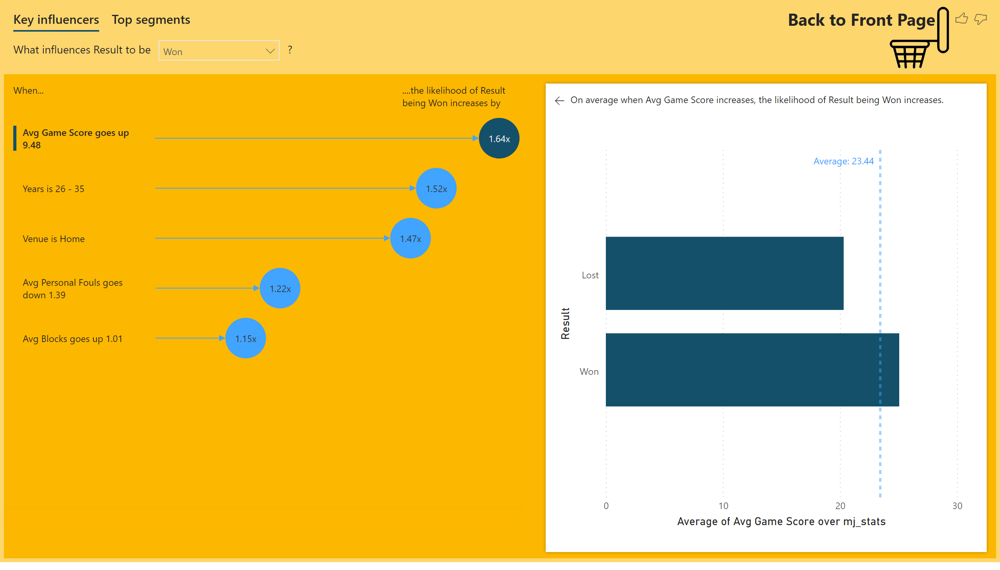 Key influencers
Top segments
Back to Front Page
What influences Result to be
Won
?
When...
....the likelihood of Result
being Won increases by
Avg Game Score goes up
9.48
1.64x
Years is 26 - 35
1.52x
Venue is Home
1.47x
Avg Personal Fouls goes
down 1.39
1.22x
Avg Blocks goes up 1.01
1.15x
On average when Avg Game Score increases, the likelihood of Result being Won increases.
Average: 23.44
Result
Lost
Won
0
10
20
30
Average of Avg Game Score over mj_stats